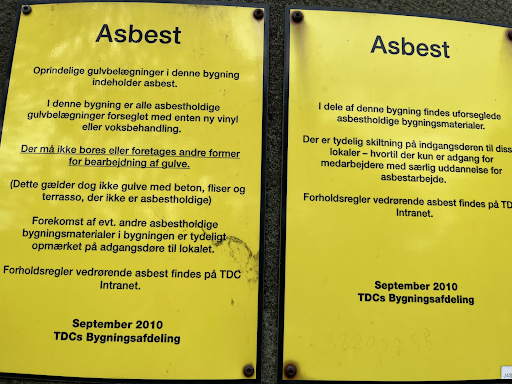 Asbest
Oprindelige gulvbelægninger i denne bygning
indeholder asbest.
I denne bygning er alle asbestholdige
gulvbelægninger forseglet med enten ny vinyl
eller voksbehandling.
Der må ikke bores eller foretages andre former
for bearbejdning af gulve.
(Dette gælder dog ikke gulve med beton, fliser og
terrasso, der ikke er asbestholdige)
Forekomst af evt. andre asbestholdige
bygningsmaterialer i bygningen er tydeligt
opmærket på adgangsdøre til lokalet.
Forholdsregler vedrørende asbest findes på TDC
Intranet.
September 2010
TDCs Bygningsafdeling
Asbest
I dele af denne bygning findes uforseglede
asbestholdige bygningsmaterialer.
Der er tydelig skiltning på indgangsdøren til diss
lokaler – hvortil der kun er adgang for
medarbejdere med særlig uddannelse for
asbestarbejde.
Forholdsregler vedrørende asbest findes på TD
Intranet.
September 2010
TDCs Bygningsafdeling